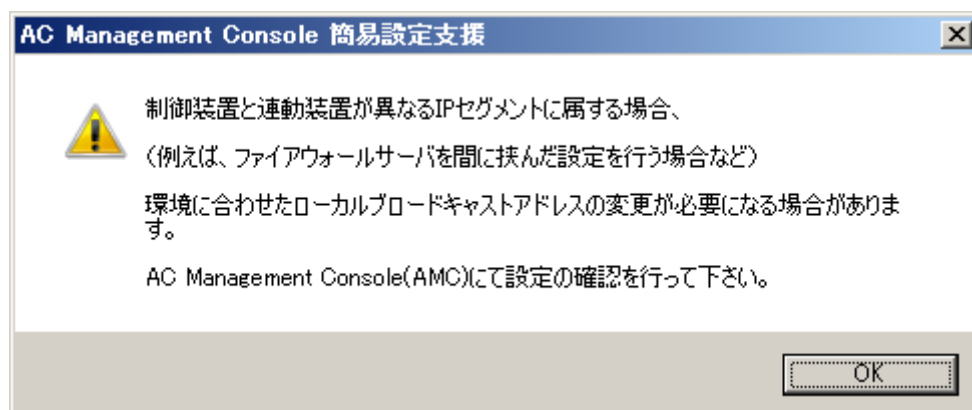 AC Management Console 簡易設定支援
制御装置と連動装置が異なるIPセグメントに属する場合、
（例えば、ファイアウォールサーバを間に挟んだ設定を行う場合など）
環境に合わせたローカルブロードキャストアドレスの変更が必要になる場合がありま
す。
AC Management Console(AMC)にて設定の確認を行って下さい。
OK